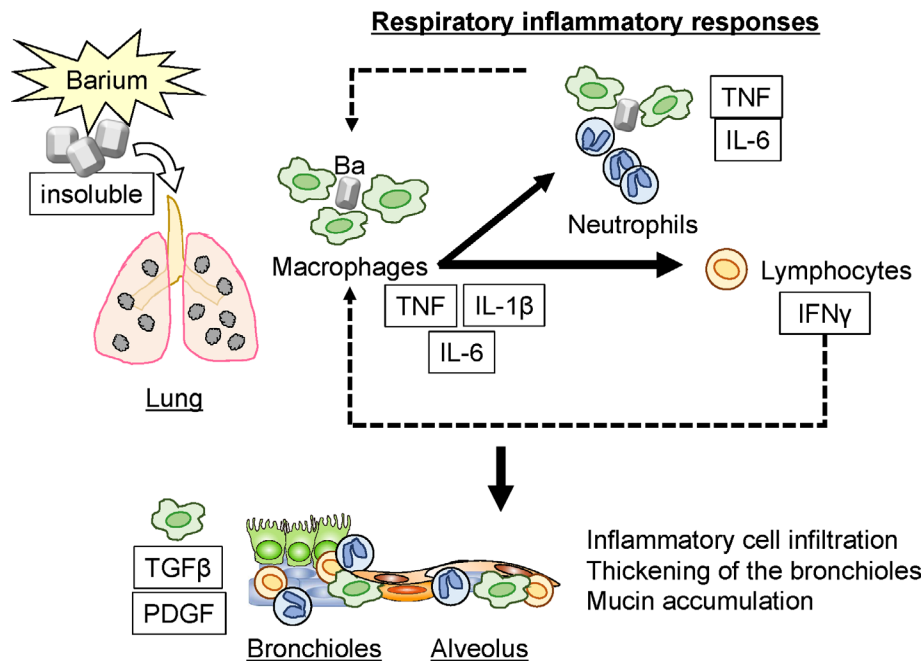 Respiratory inflammatory responses
Barium
insoluble
Lung
Ba
Macrophages
TNF
IL-1β
IL-6
TNF
IL-6
Neutrophils
Lymphocytes
IFNγ
TGFβ
PDGF
Bronchioles
Alveolus
Inflammatory cell infiltration
Thickening of the bronchioles
Mucin accumulation